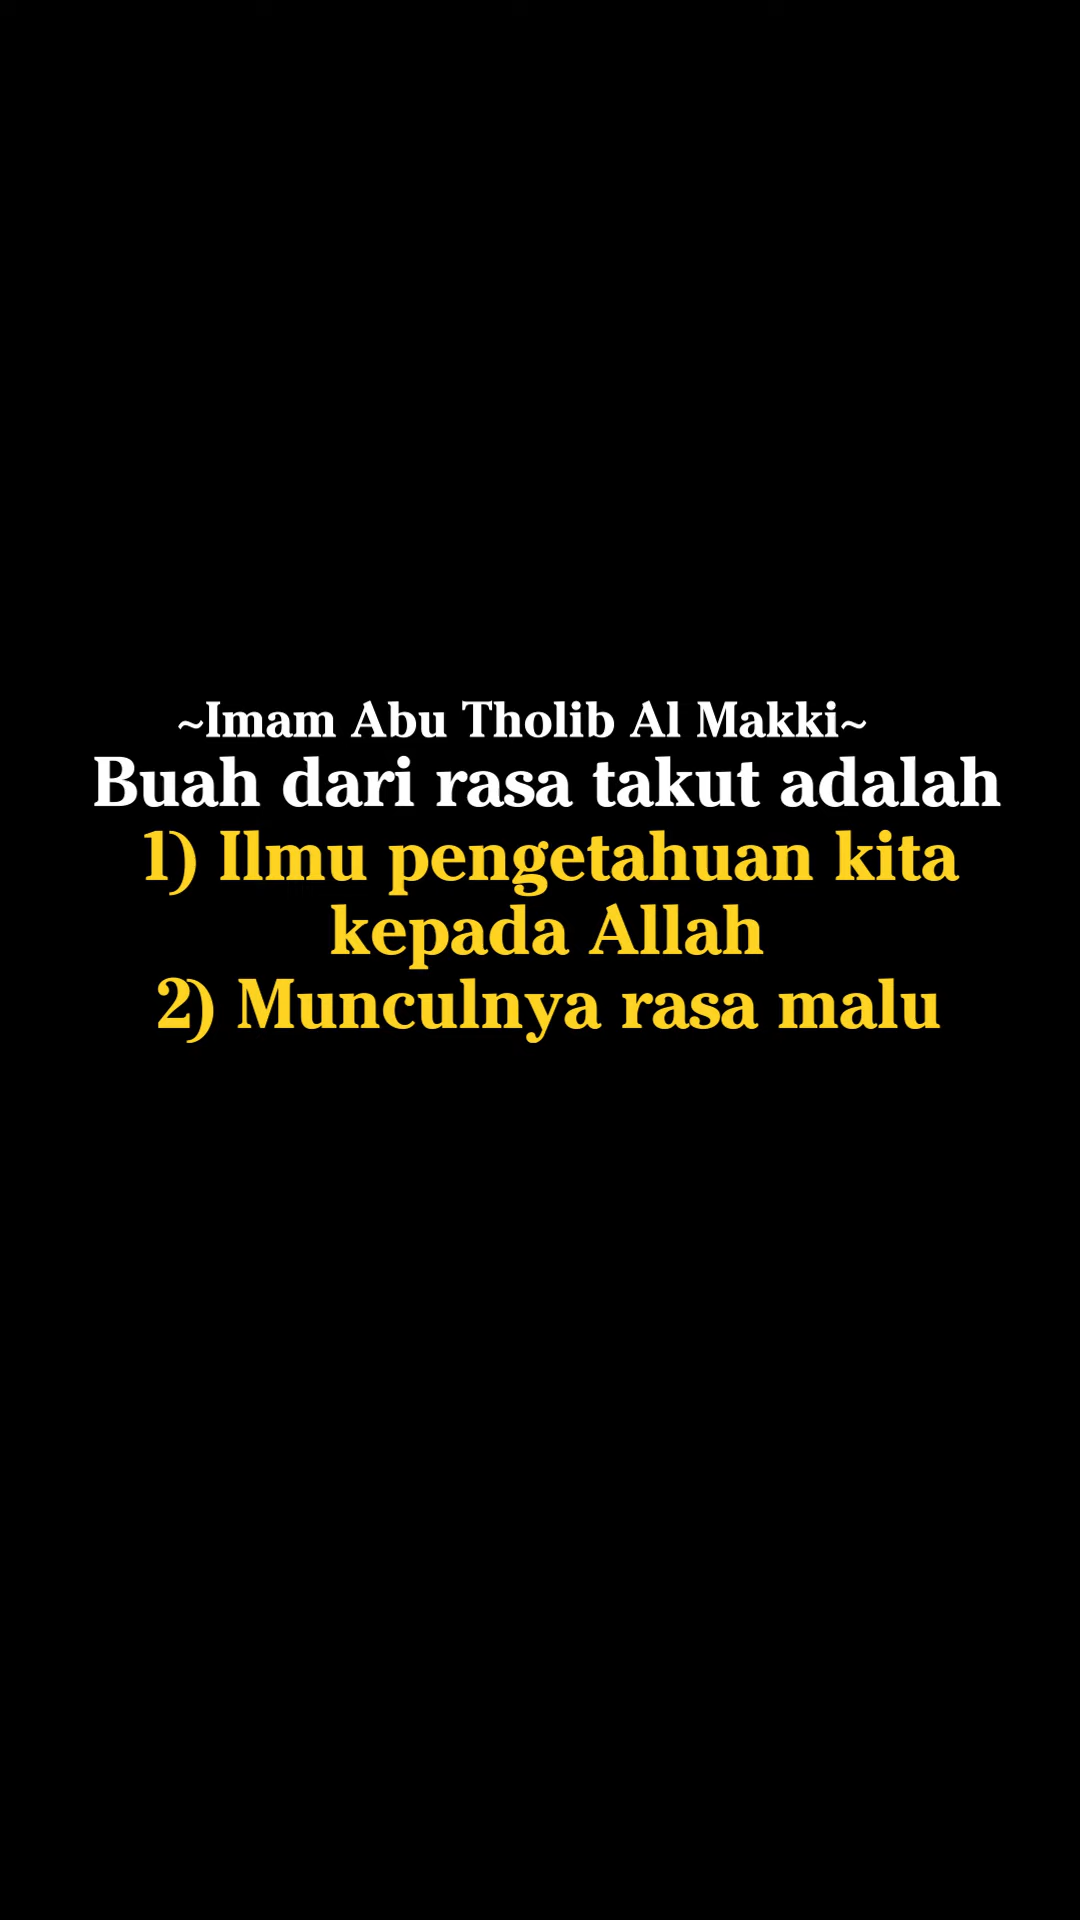 ~Imam Abu Tholib Al Makki~
Buah dari rasa takut adalah
1) Ilmu pengetahuan kita
kepada Allah
2) Munculnya rasa malu